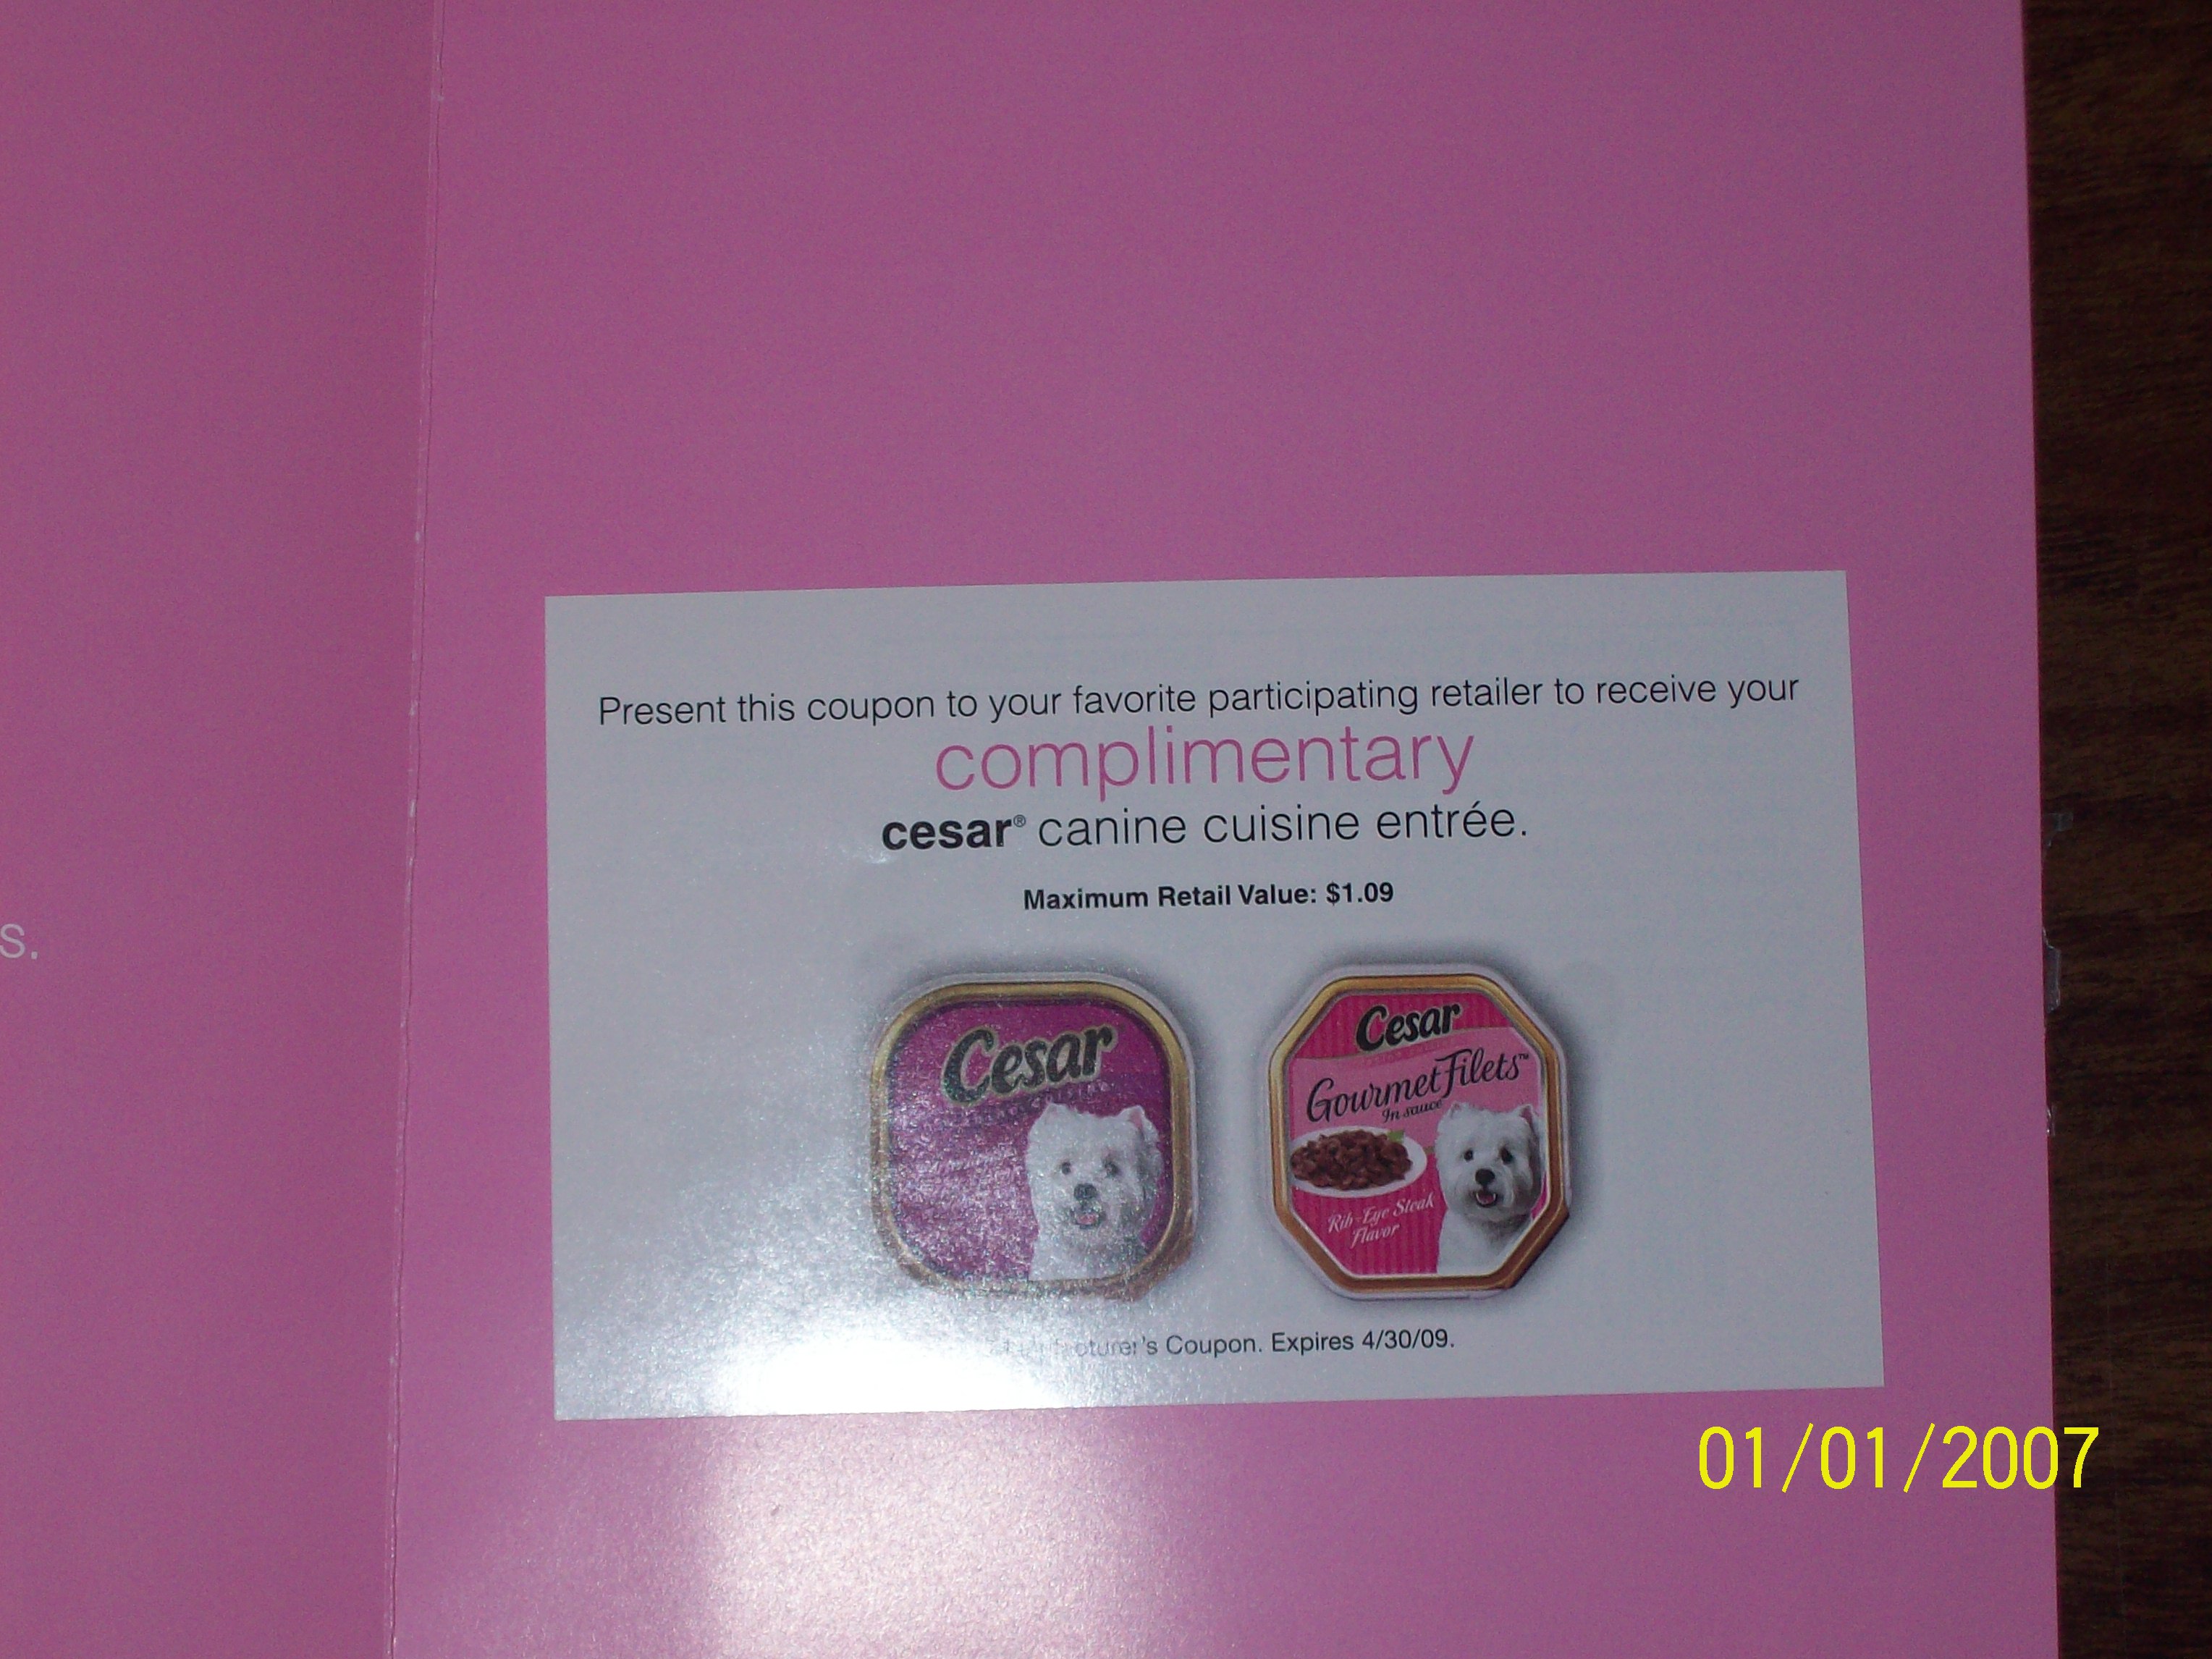 s.
Present this coupon to your favorite participating retailer to receive your
complimentary
cesar® canine cuisine entrée.
Maximum Retail Value: $1.09
Cesar
Cesar
Gourmet Filets™
In sauce
Rib-Eye Steak
Flavor
Coupon. Expires 4/30/09.
01/01/2007